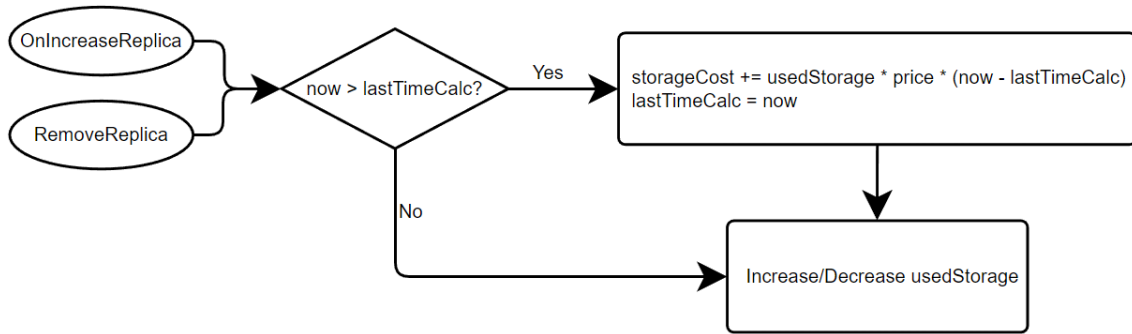 OnIncreaseReplica
RemoveReplica
now > lastTimeCalc?
Yes
storageCost += usedStorage * price * (now - lastTimeCalc)
lastTimeCalc = now
No
Increase/Decrease usedStorage